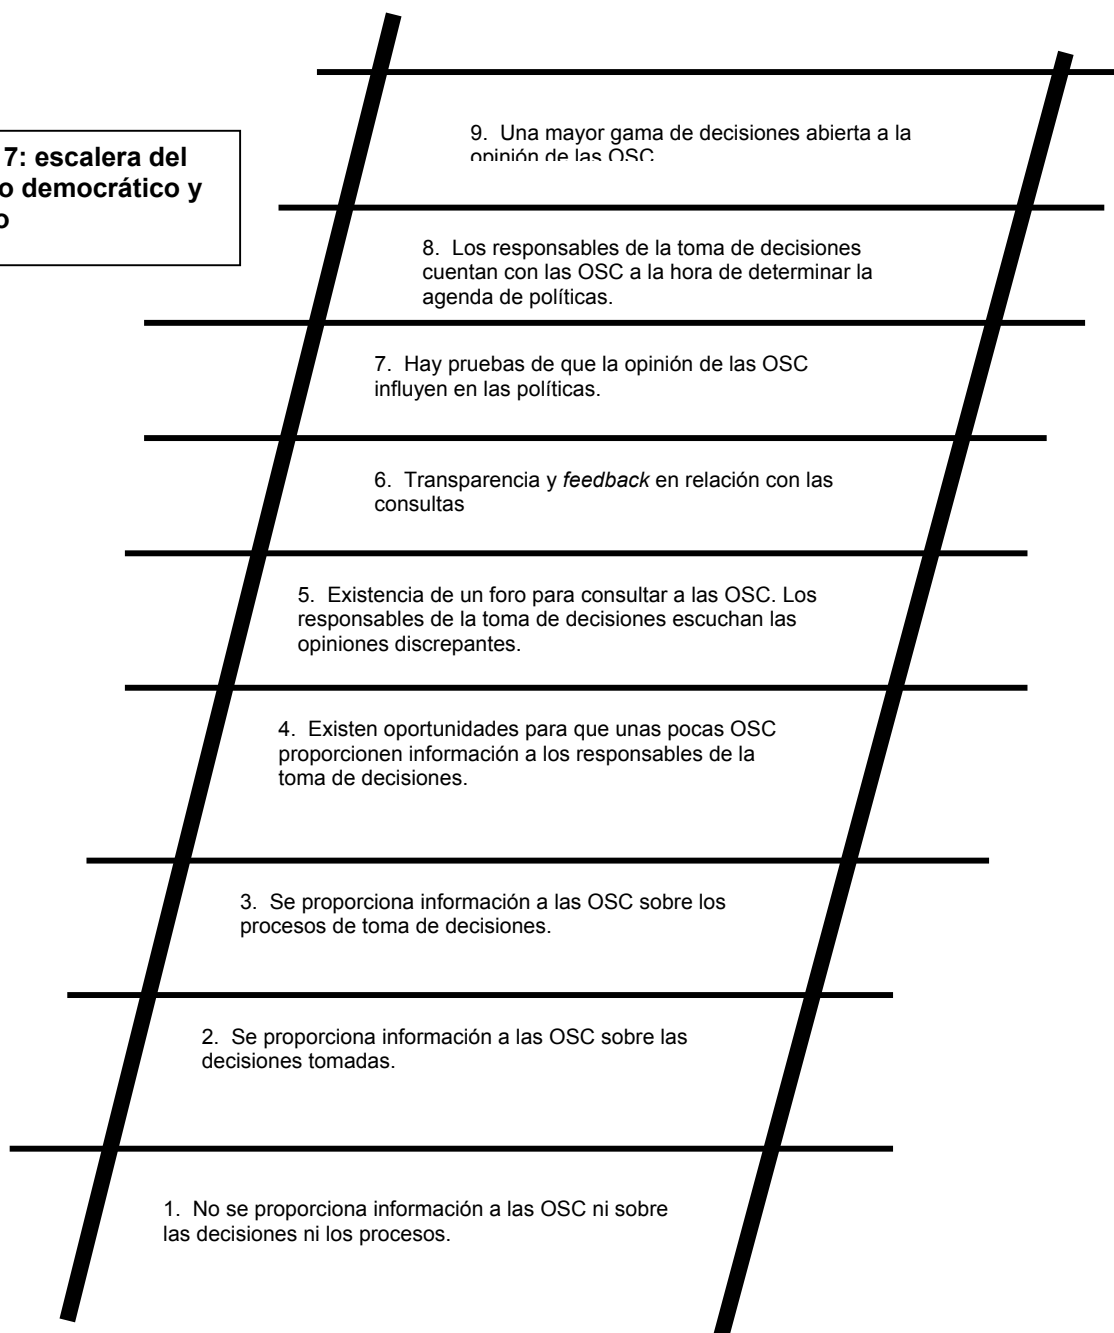 7: escalera del
o democrático y
o
9. Una mayor gama de decisiones abierta a la
opinión de las OSC
8. Los responsables de la toma de decisiones
cuentan con las OSC a la hora de determinar la
agenda de políticas.
7. Hay pruebas de que la opinión de las OSC
influyen en las políticas.
6. Transparencia y feedback en relación con las
consultas
5. Existencia de un foro para consultar a las OSC. Los
responsables de la toma de decisiones escuchan las
opiniones discrepantes.
4. Existen oportunidades para que unas pocas OSC
proporcionen información a los responsables de la
toma de decisiones.
3. Se proporciona información a las OSC sobre los
procesos de toma de decisiones.
2. Se proporciona información a las OSC sobre las
decisiones tomadas.
1. No se proporciona información a las OSC ni sobre
las decisiones ni los procesos.